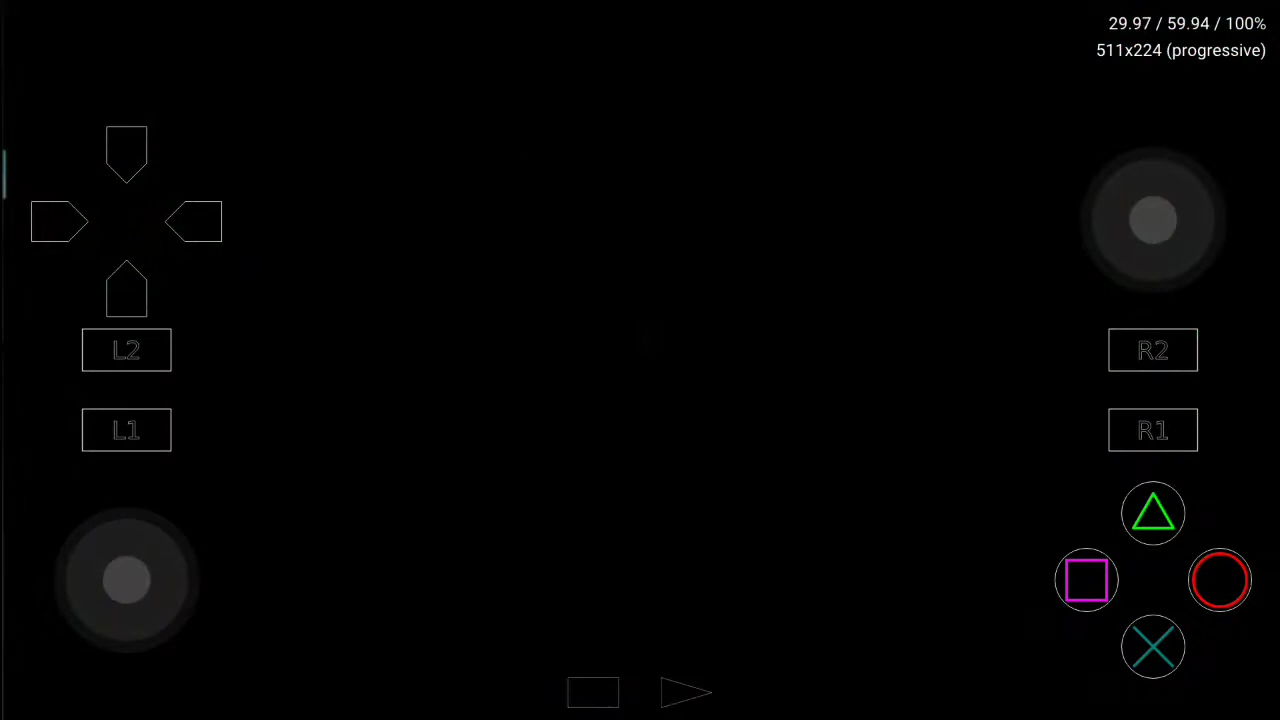 29.97 / 59.94 / 100%
511x224 (progressive)
L2
R2
L1
R1